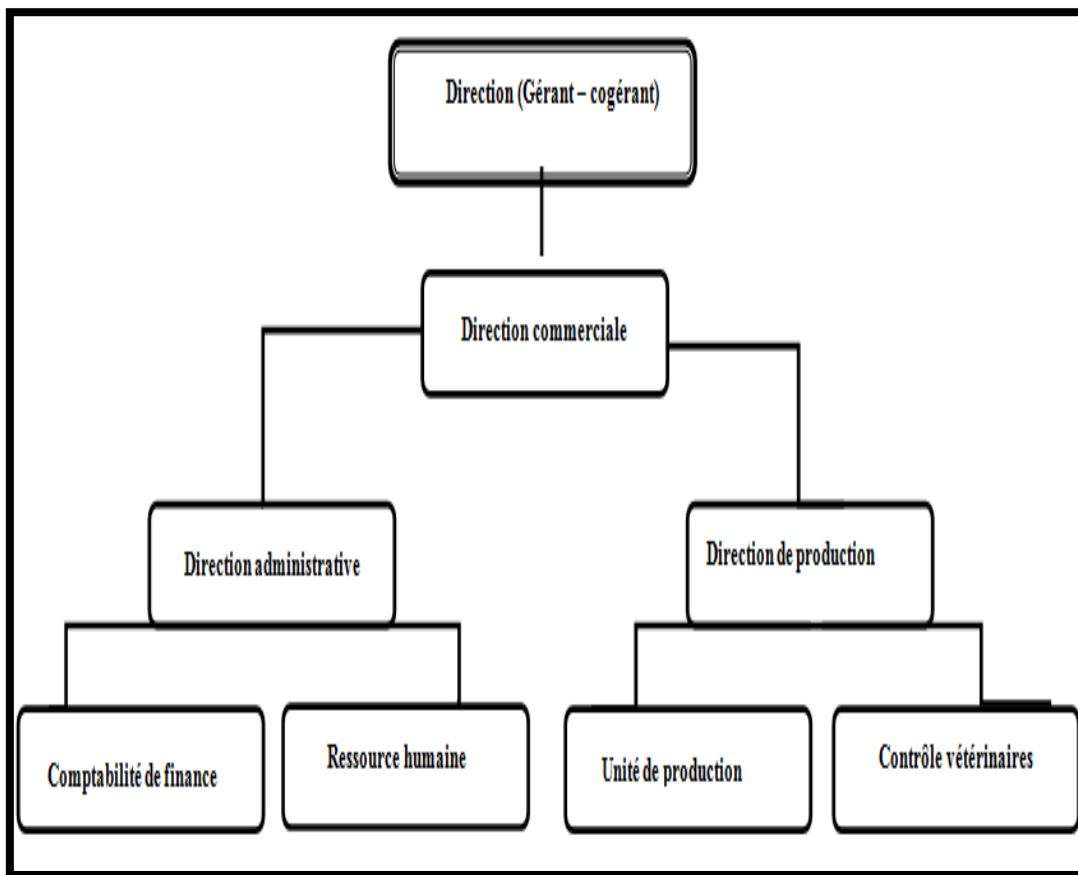 Direction (Gérant – cogérant)
Direction commerciale
Direction administrative
Direction de production
Comptabilité de finance
Ressource humaine
Unité de production
Contrôle vétérinaires